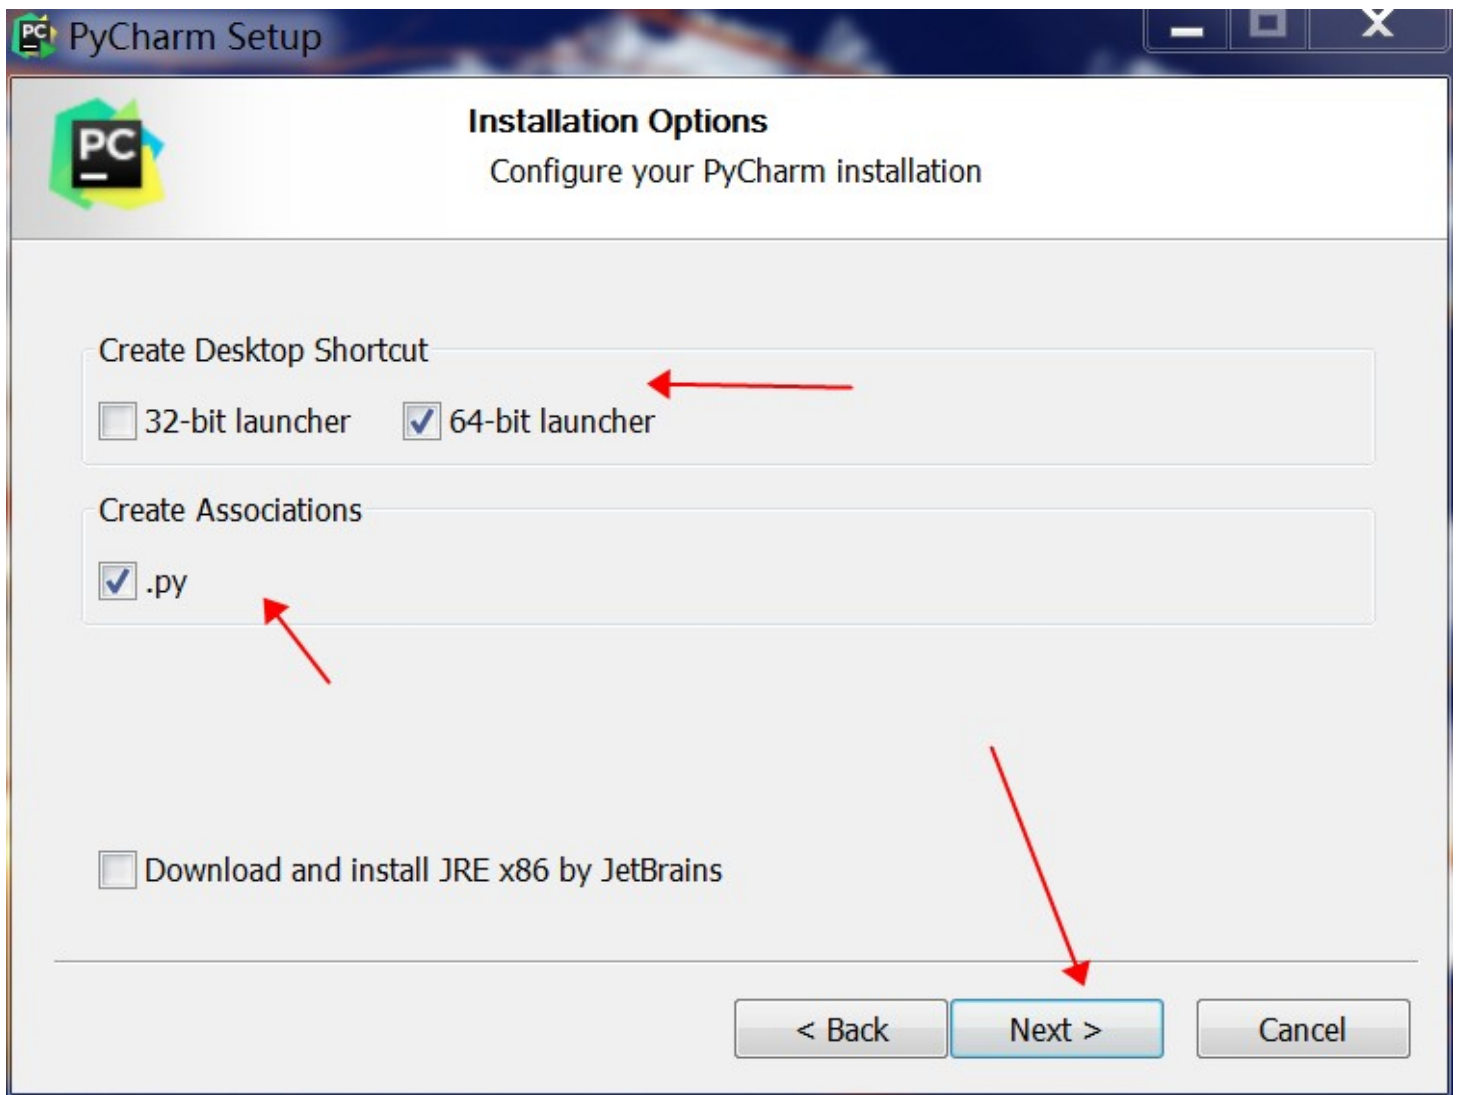 PC PyCharm Setup
PC
Installation Options
Configure your PyCharm installation
Create Desktop Shortcut
32-bit launcher 64-bit launcher
Create Associations
.py
Download and install JRE x86 by JetBrains
< Back Next > Cancel